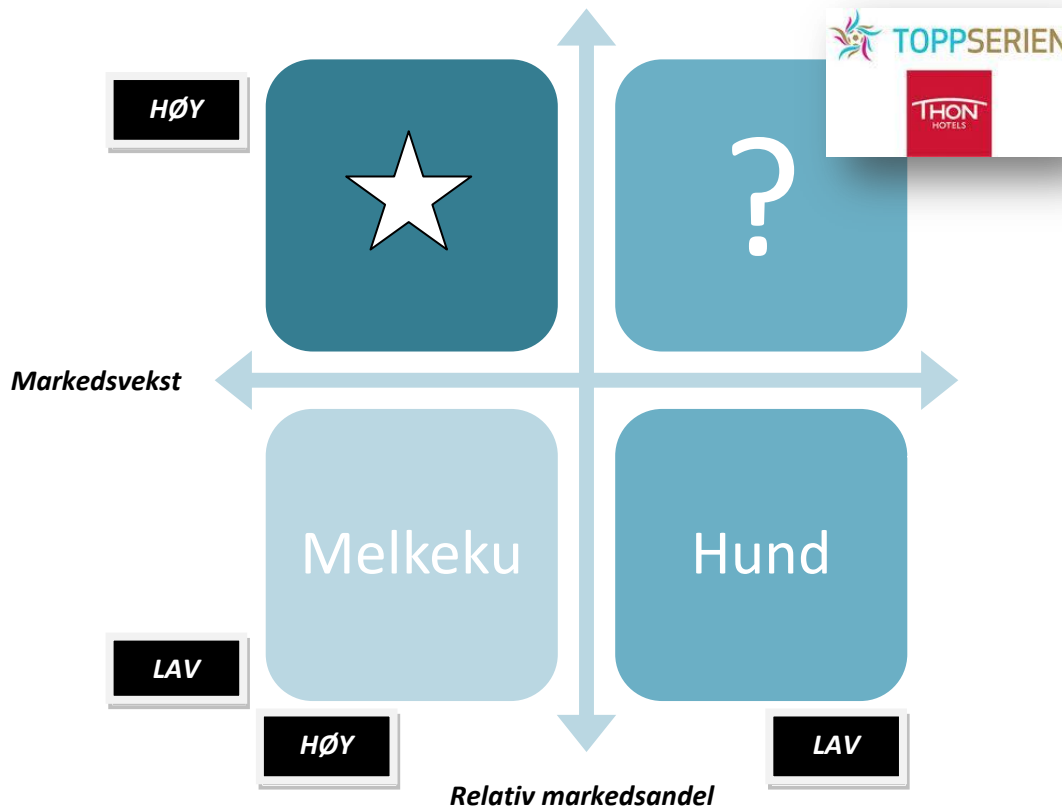 TOPPSERIEN
THON
HOTELS
HØY
?
Markedsvekst
Melkeku
Hund
LAV
HØY
LAV
Relativ markedsandel